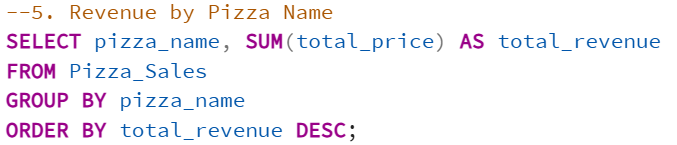 --5. Revenue by Pizza Name
SELECT pizza_name, SUM(total_price) AS total_revenue
FROM Pizza_Sales
GROUP BY pizza_name
ORDER BY total_revenue DESC;